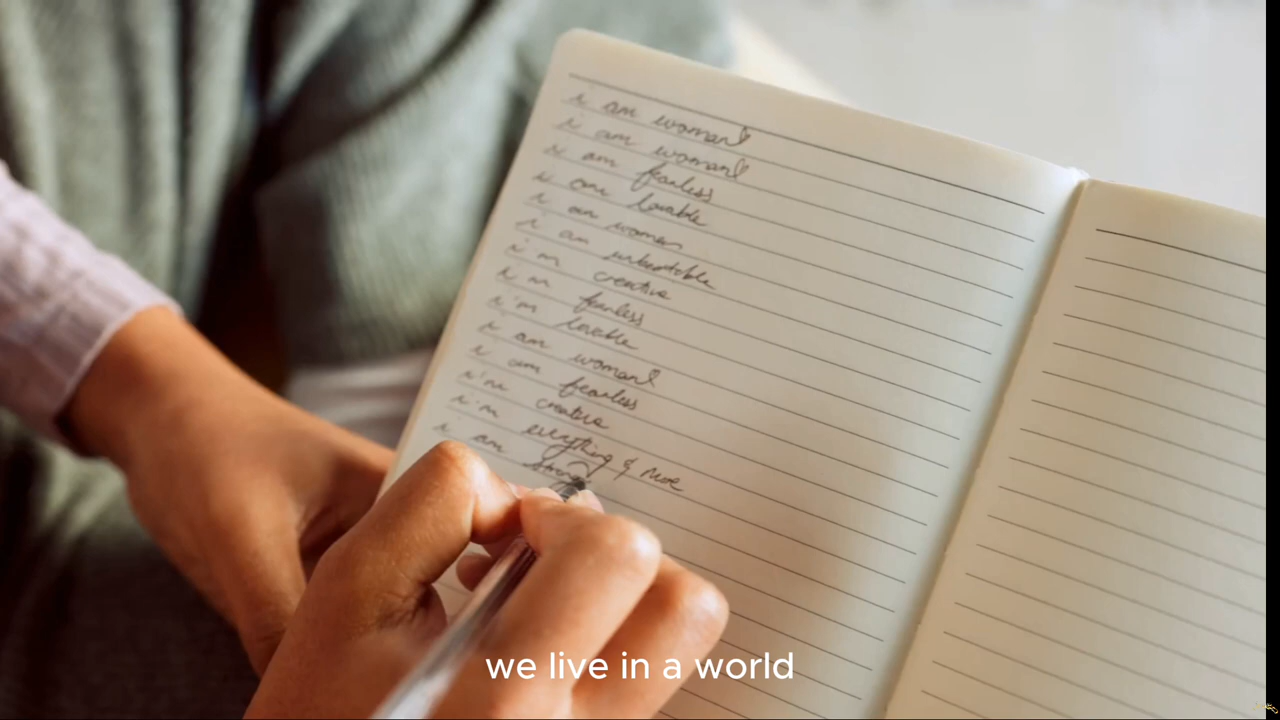 i am woman
i am woman
i am fearless
i am lovable
i am woman
i am
i'm creative
i'm fearless
i'm lovable
i am woman
i am fearless
i'm creative
i'm everything & more
i am strong
we live in a world